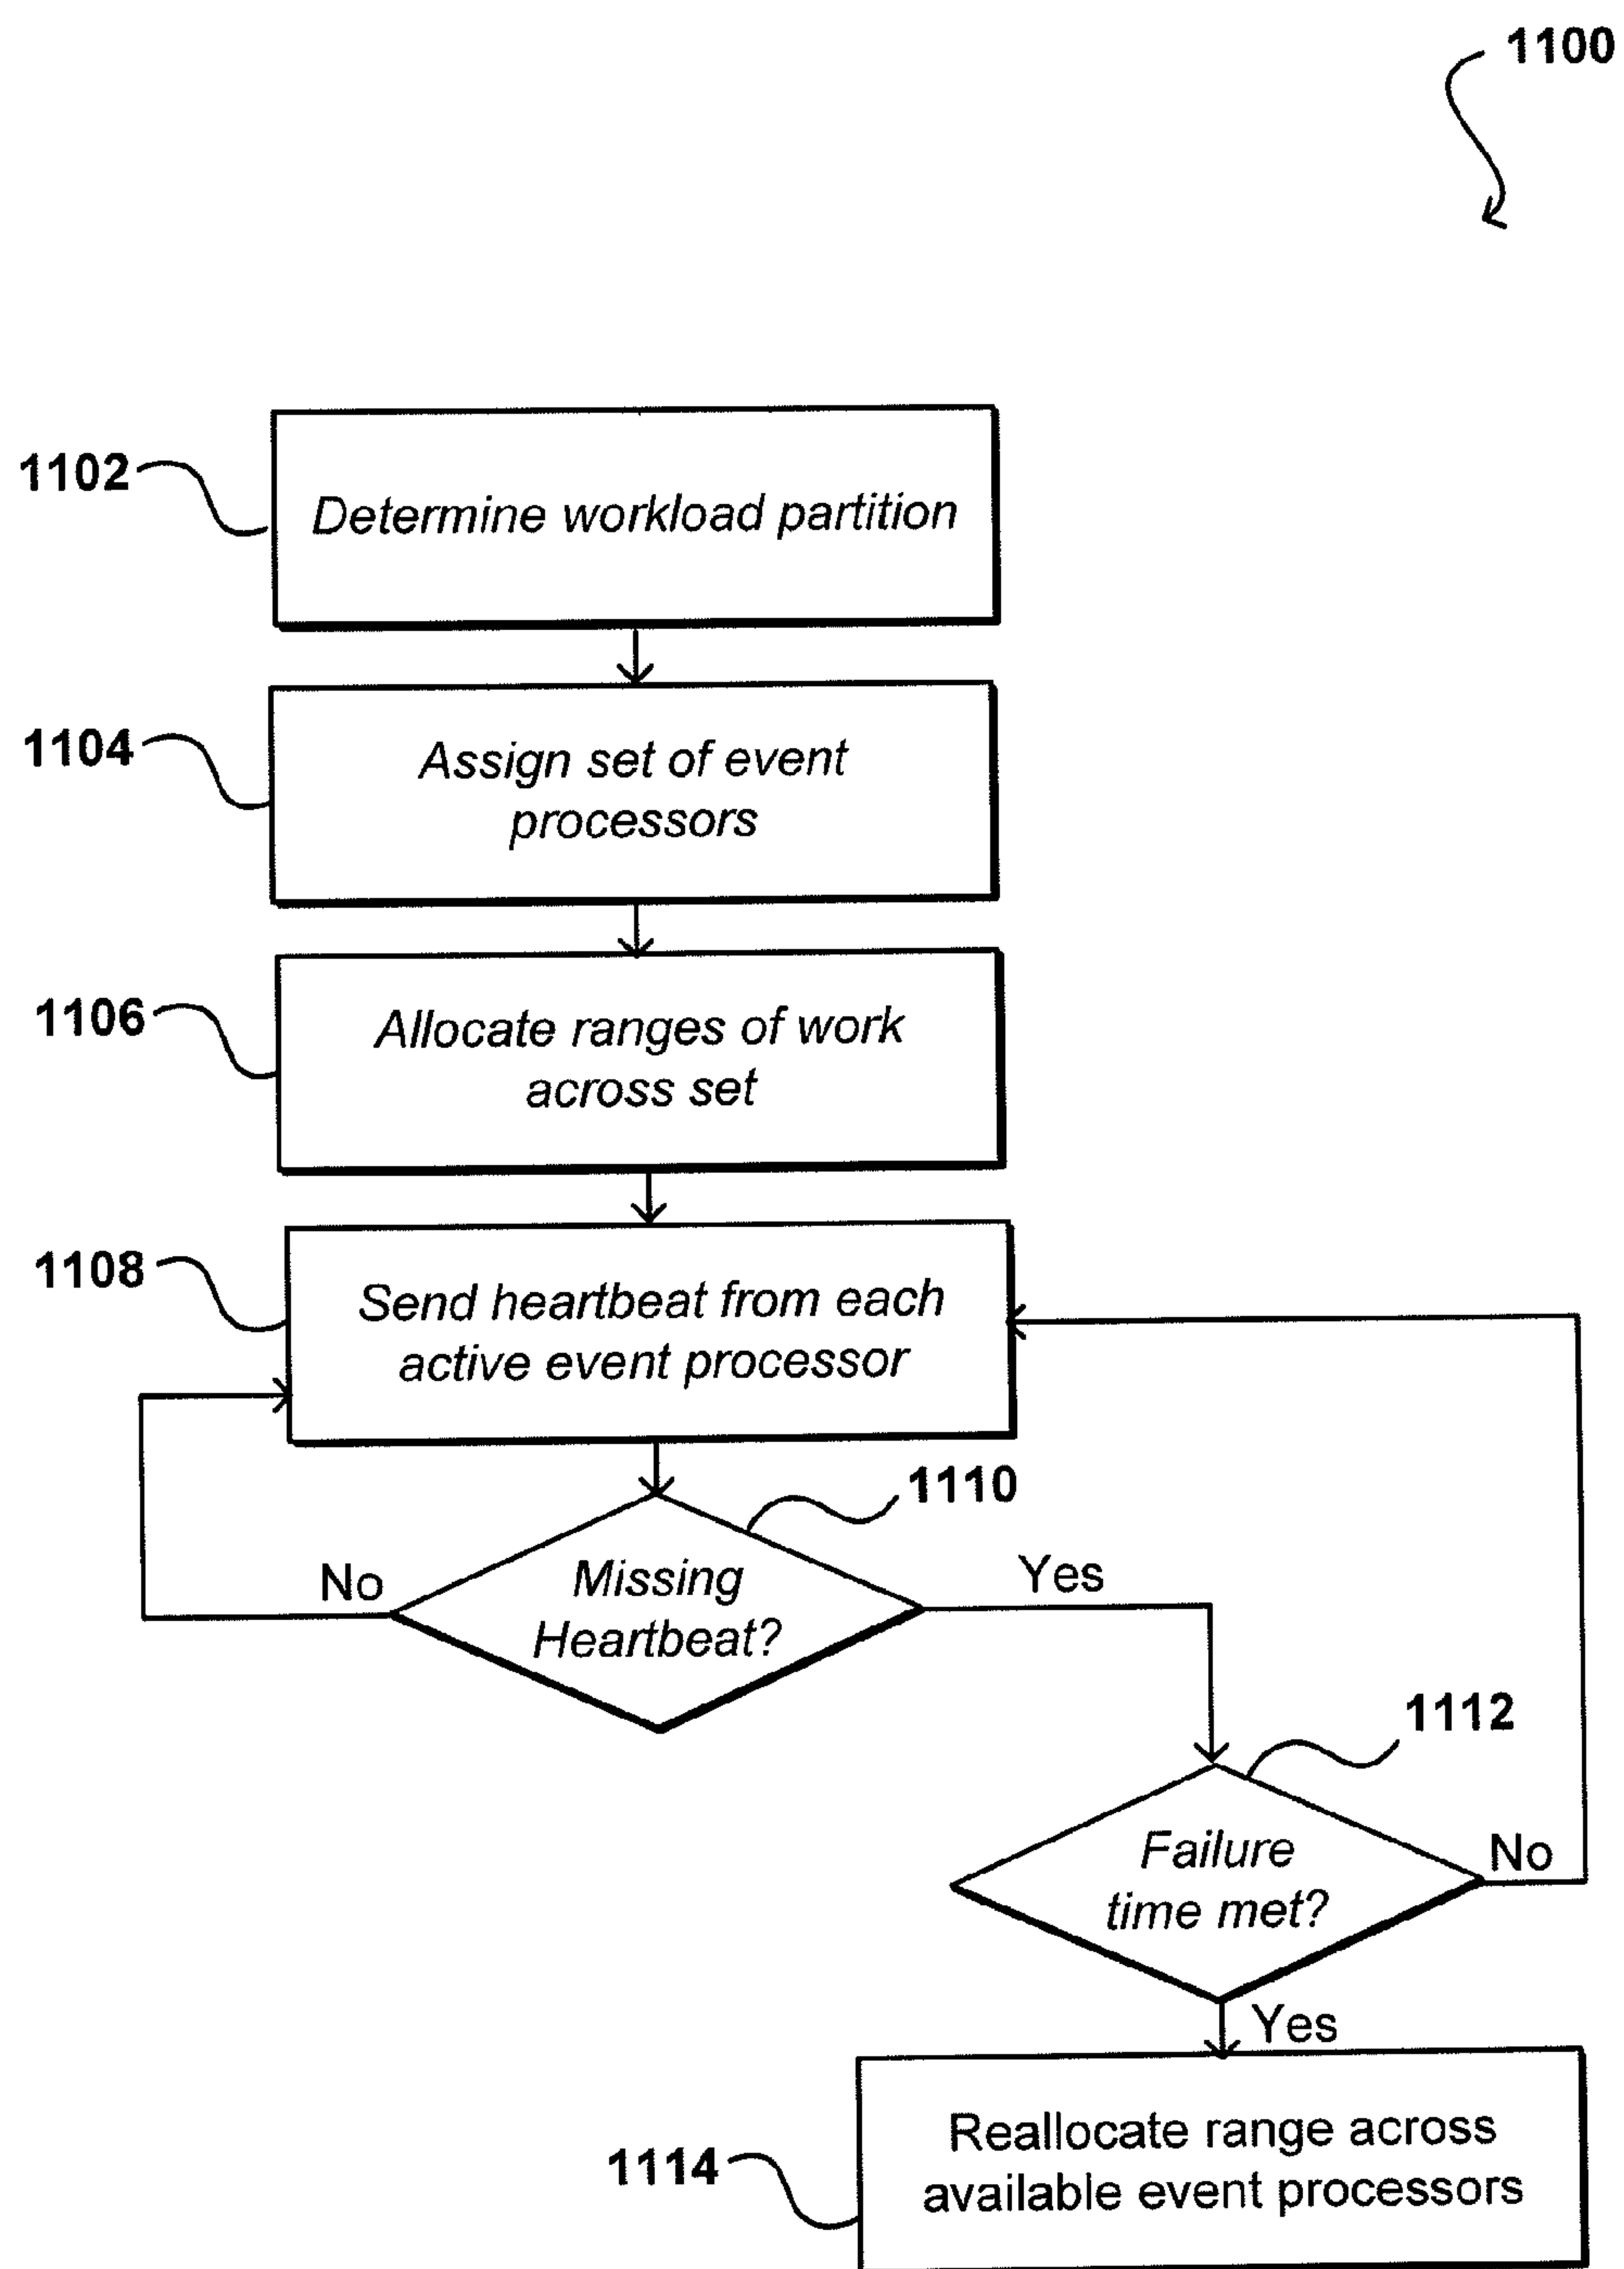 1100
1102
Determine workload partition
1104
Assign set of event
processors
1106
Allocate ranges of work
across set
1108
Send heartbeat from each
active event processor
1110
No
Missing
Heartbeat?
Yes
1112
Failure
time met?
No
Yes
1114
Reallocate range across
available event processors